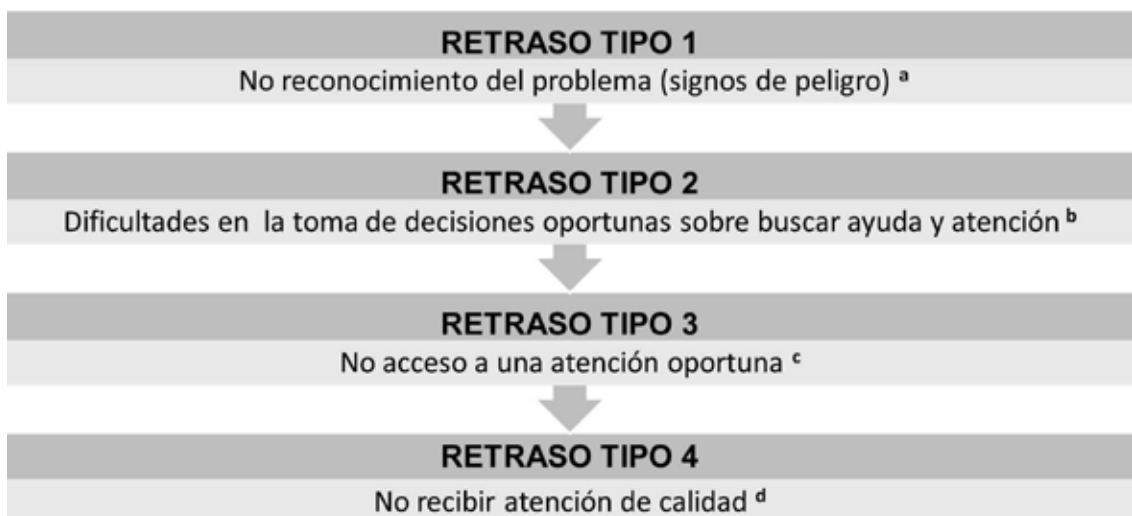 RETRASO TIPO 1
No reconocimiento del problema (signos de peligro) a
RETRASO TIPO 2
Dificultades en la toma de decisiones oportunas sobre buscar ayuda y atención b
RETRASO TIPO 3
No acceso a una atención oportuna c
RETRASO TIPO 4
No recibir atención de calidad d